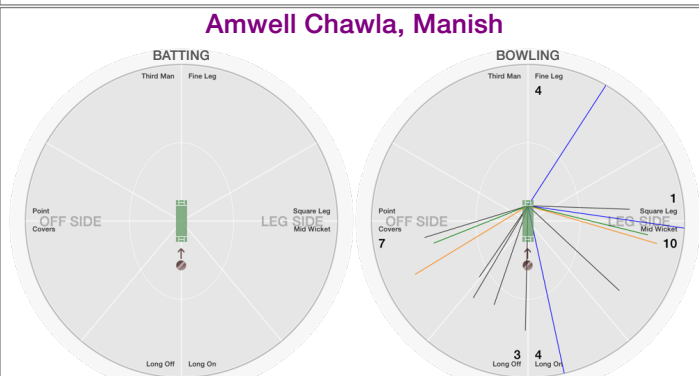 Amwell Chawla, Manish
BATTING
Third Man Fine Leg
Point
OFF SIDE
Covers
Square Leg
LEG SIDE
Mid Wicket
Long Off Long On
BOWLING
Third Man Fine Leg
4
Point
OFF SIDE
Covers
7
1
Square Leg
LEG SIDE
Mid Wicket
10
3 4
Long Off Long On